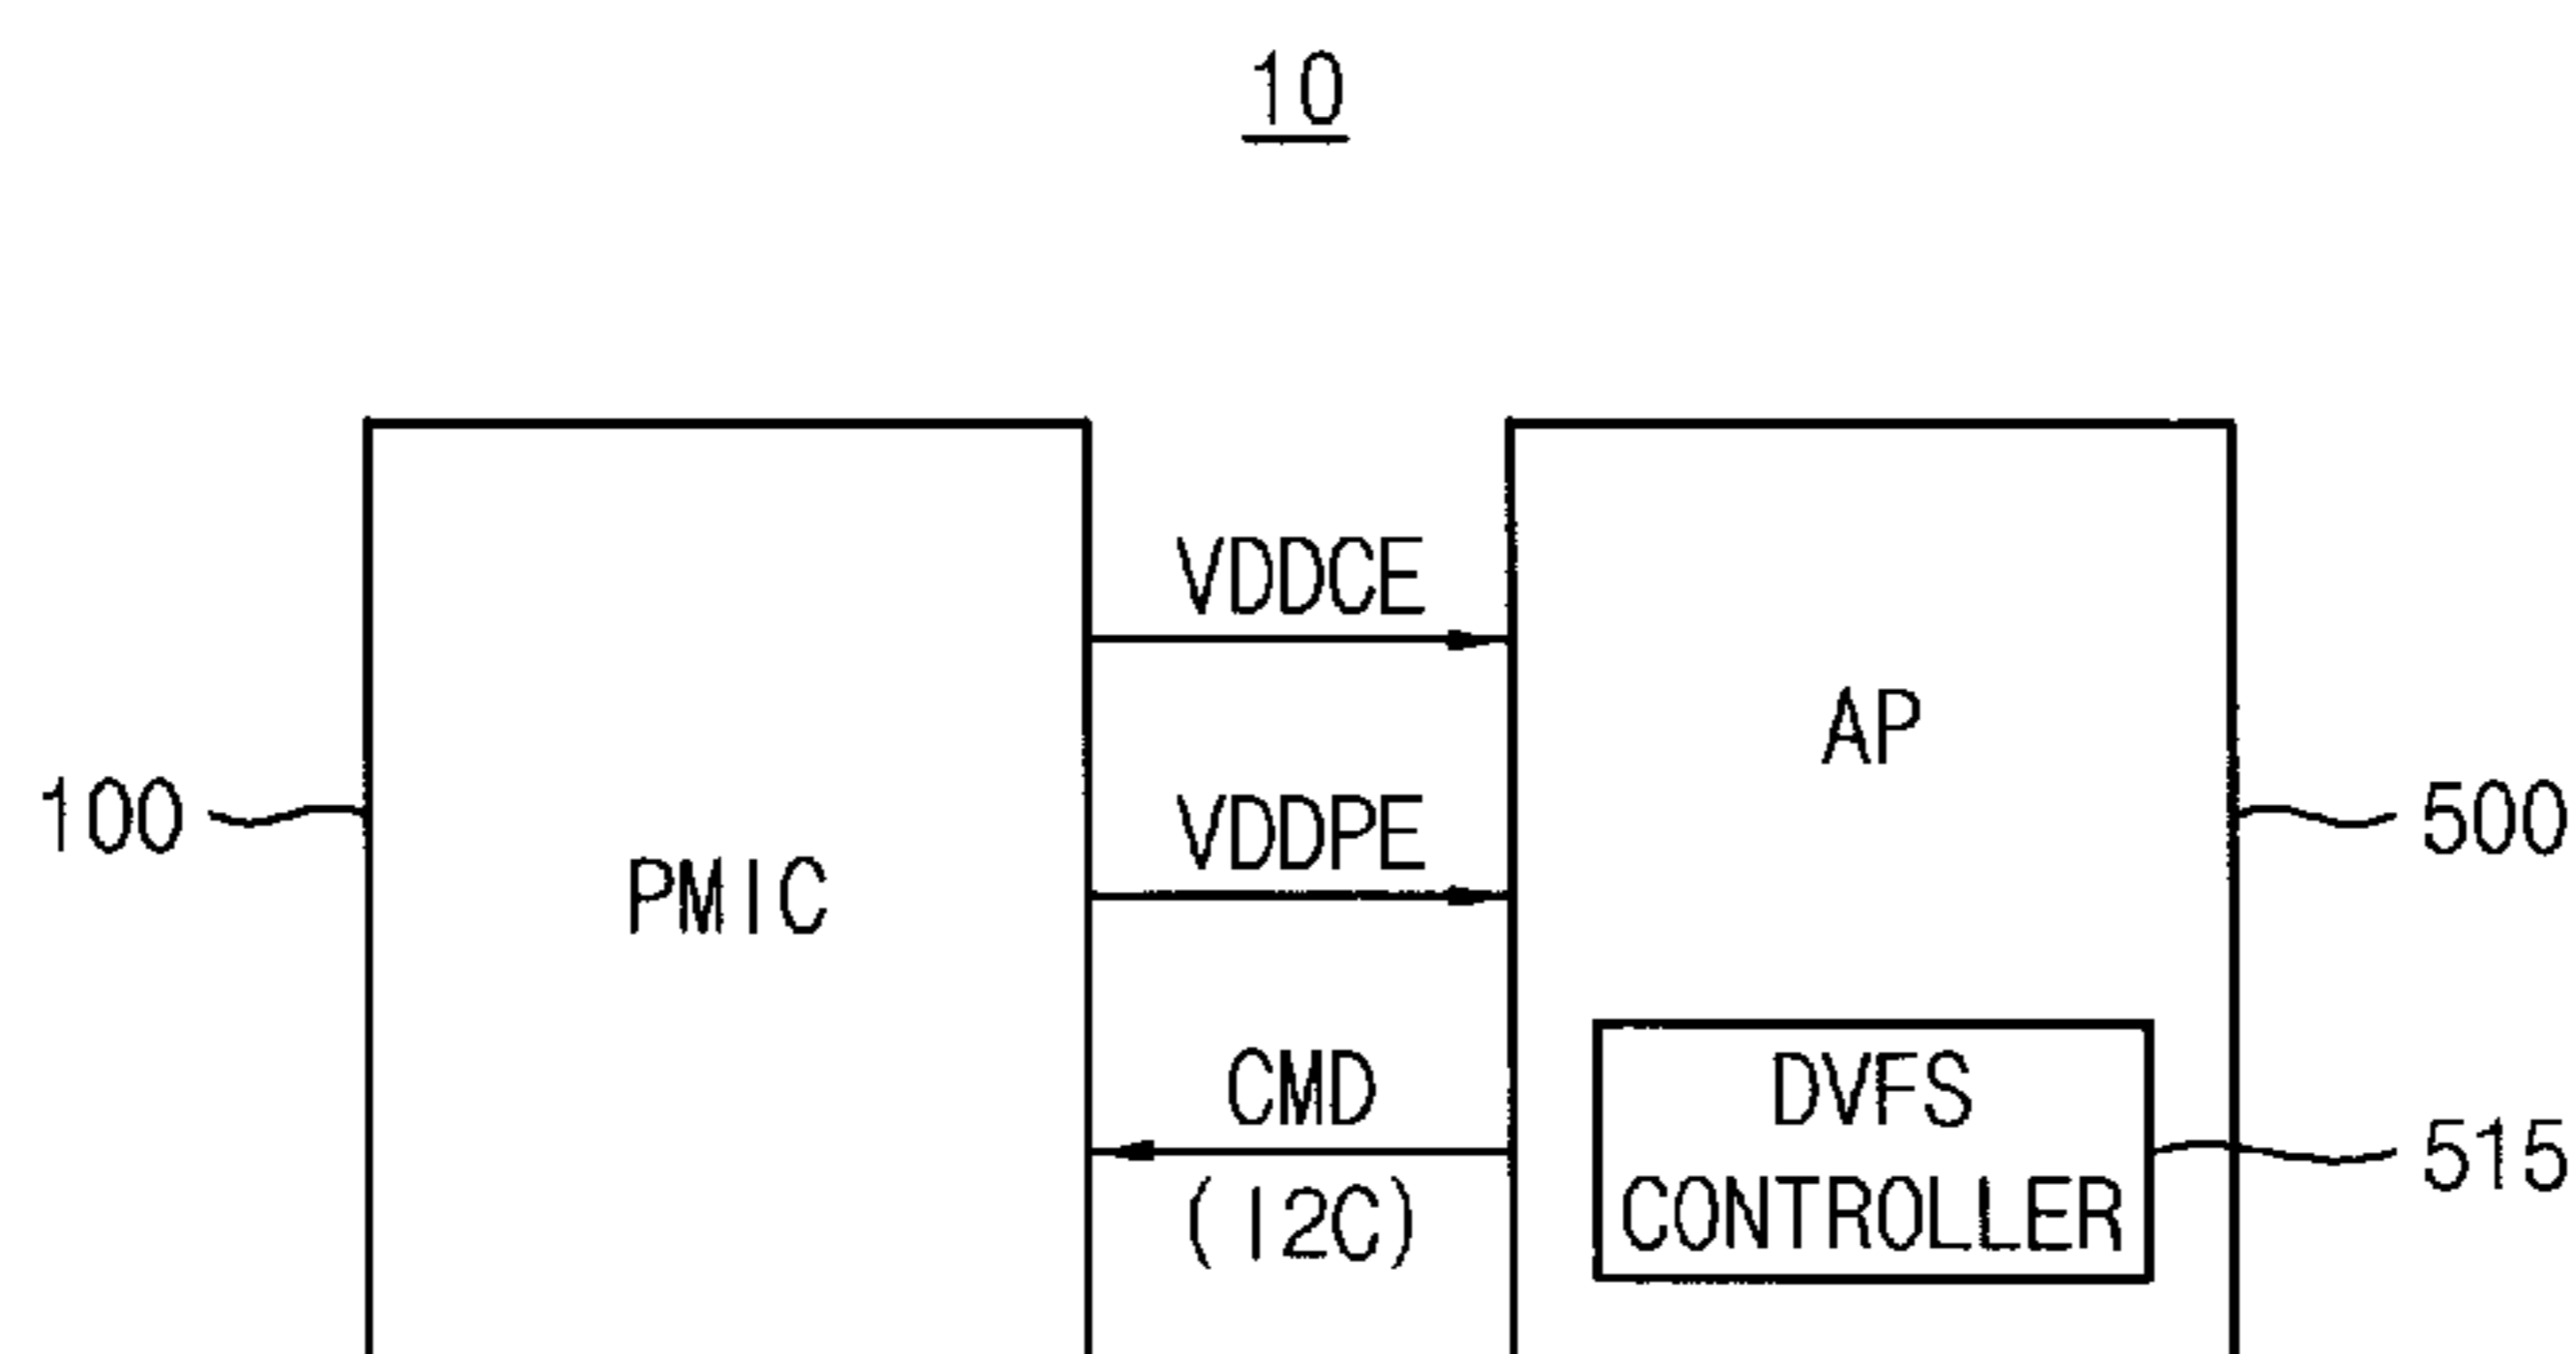 10
VDDCE
AP
100
VDDPE
500
PMIC
CMD
(I2C)
DVFS
CONTROLLER
515